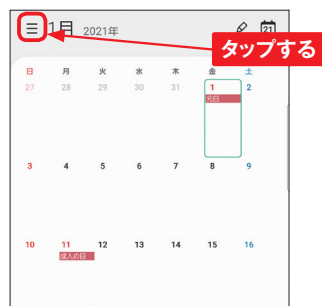 1月 2021年 21
タップする
日 月 火 水 木 金 土
27 28 29 30 31 1 2
元日
3 4 5 6 7 8 9
10 11 12 13 14 15 16
成人の日